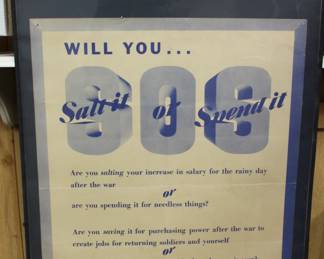 WILL YOU...
SOS
Salt it or Spend it
Are you salting your increase in salary for the rainy day
after the war
or
are you spending it for needless things?
Are you saving it for purchasing power after the war to
create jobs for returning soldiers and yourself
or